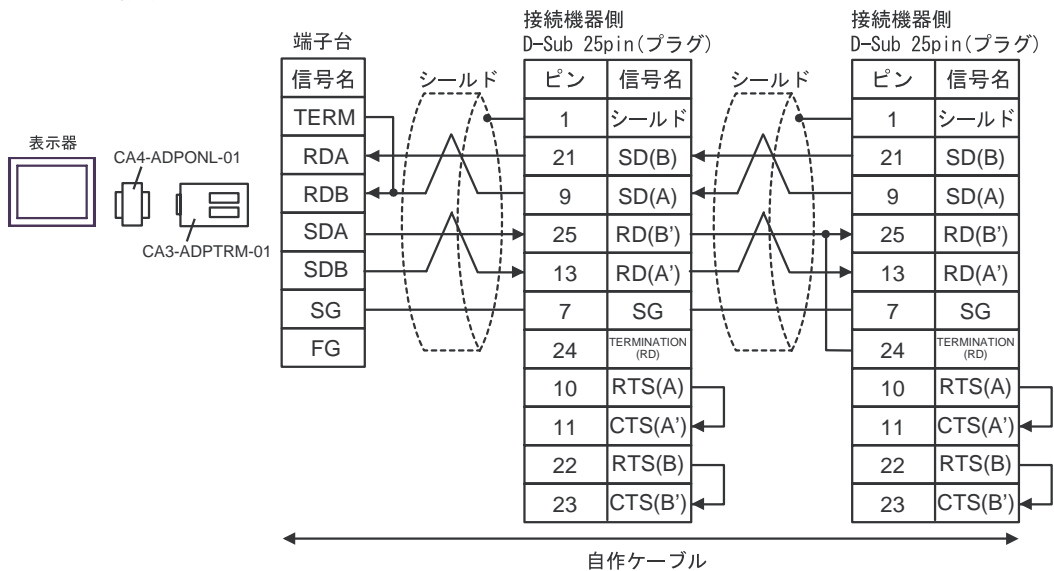 表示器
CA4-ADPONL-01
CA3-ADPTRM-01
端子台
信号名
TERM
RDA
RDB
SDA
SDB
SG
FG
シールド
接続機器側
D-Sub 25pin(プラグ)
ピン 信号名
1 シールド
21 SD(B)
9 SD(A)
25 RD(B’)
13 RD(A’)
7 SG
24 TERMINATION
(RD)
10 RTS(A)
11 CTS(A’)
22 RTS(B)
23 CTS(B’)
シールド
接続機器側
D-Sub 25pin(プラグ)
ピン 信号名
1 シールド
21 SD(B)
9 SD(A)
25 RD(B’)
13 RD(A’)
7 SG
24 TERMINATION
(RD)
10 RTS(A)
11 CTS(A’)
22 RTS(B)
23 CTS(B’)
自作ケーブル